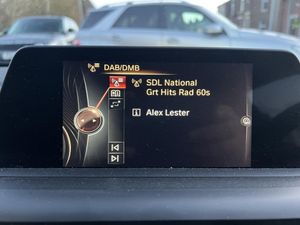 DAB/DMB
SDL National
Grt Hits Rad 60s
Alex Lester